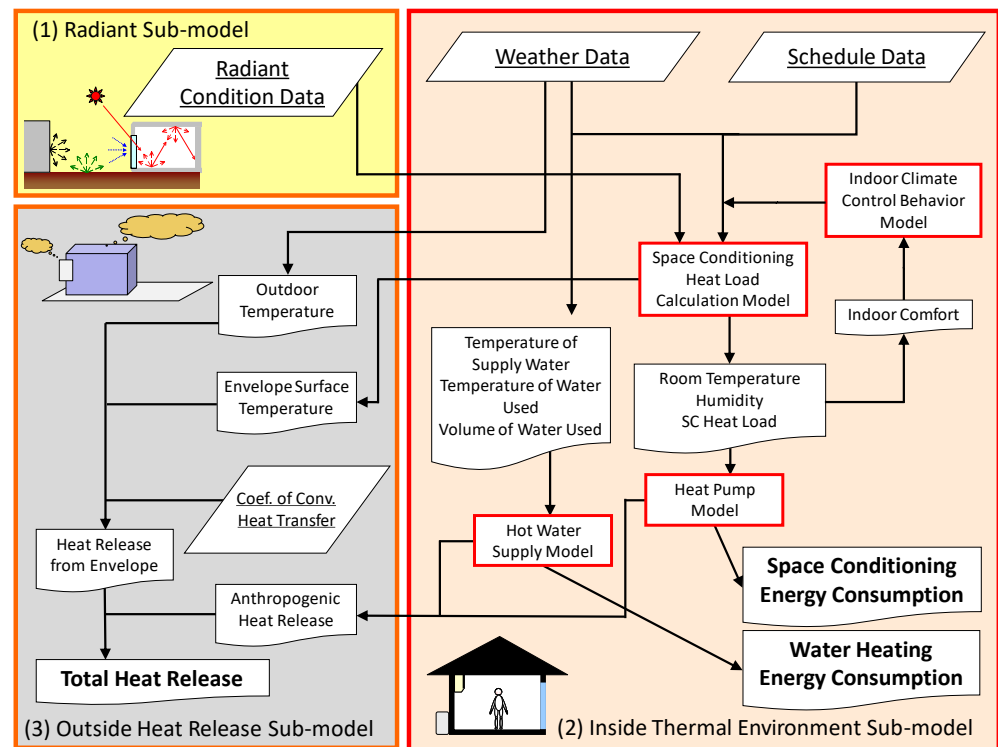 (1) Radiant Sub-model
Radiant
Condition Data
Weather Data
Schedule Data
Indoor Climate
Control Behavior
Model
Space Conditioning
Heat Load
Calculation Model
Indoor Comfort
Outdoor
Temperature
Temperature of
Supply Water
Temperature of Water
Used
Volume of Water Used
Room Temperature
Humidity
SC Heat Load
Envelope Surface
Temperature
Coef. of Conv.
Heat Transfer
Heat Pump
Model
Hot Water
Supply Model
Heat Release
from Envelope
Space Conditioning
Energy Consumption
Anthropogenic
Heat Release
Water Heating
Energy Consumption
Total Heat Release
(3) Outside Heat Release Sub-model
(2) Inside Thermal Environment Sub-model